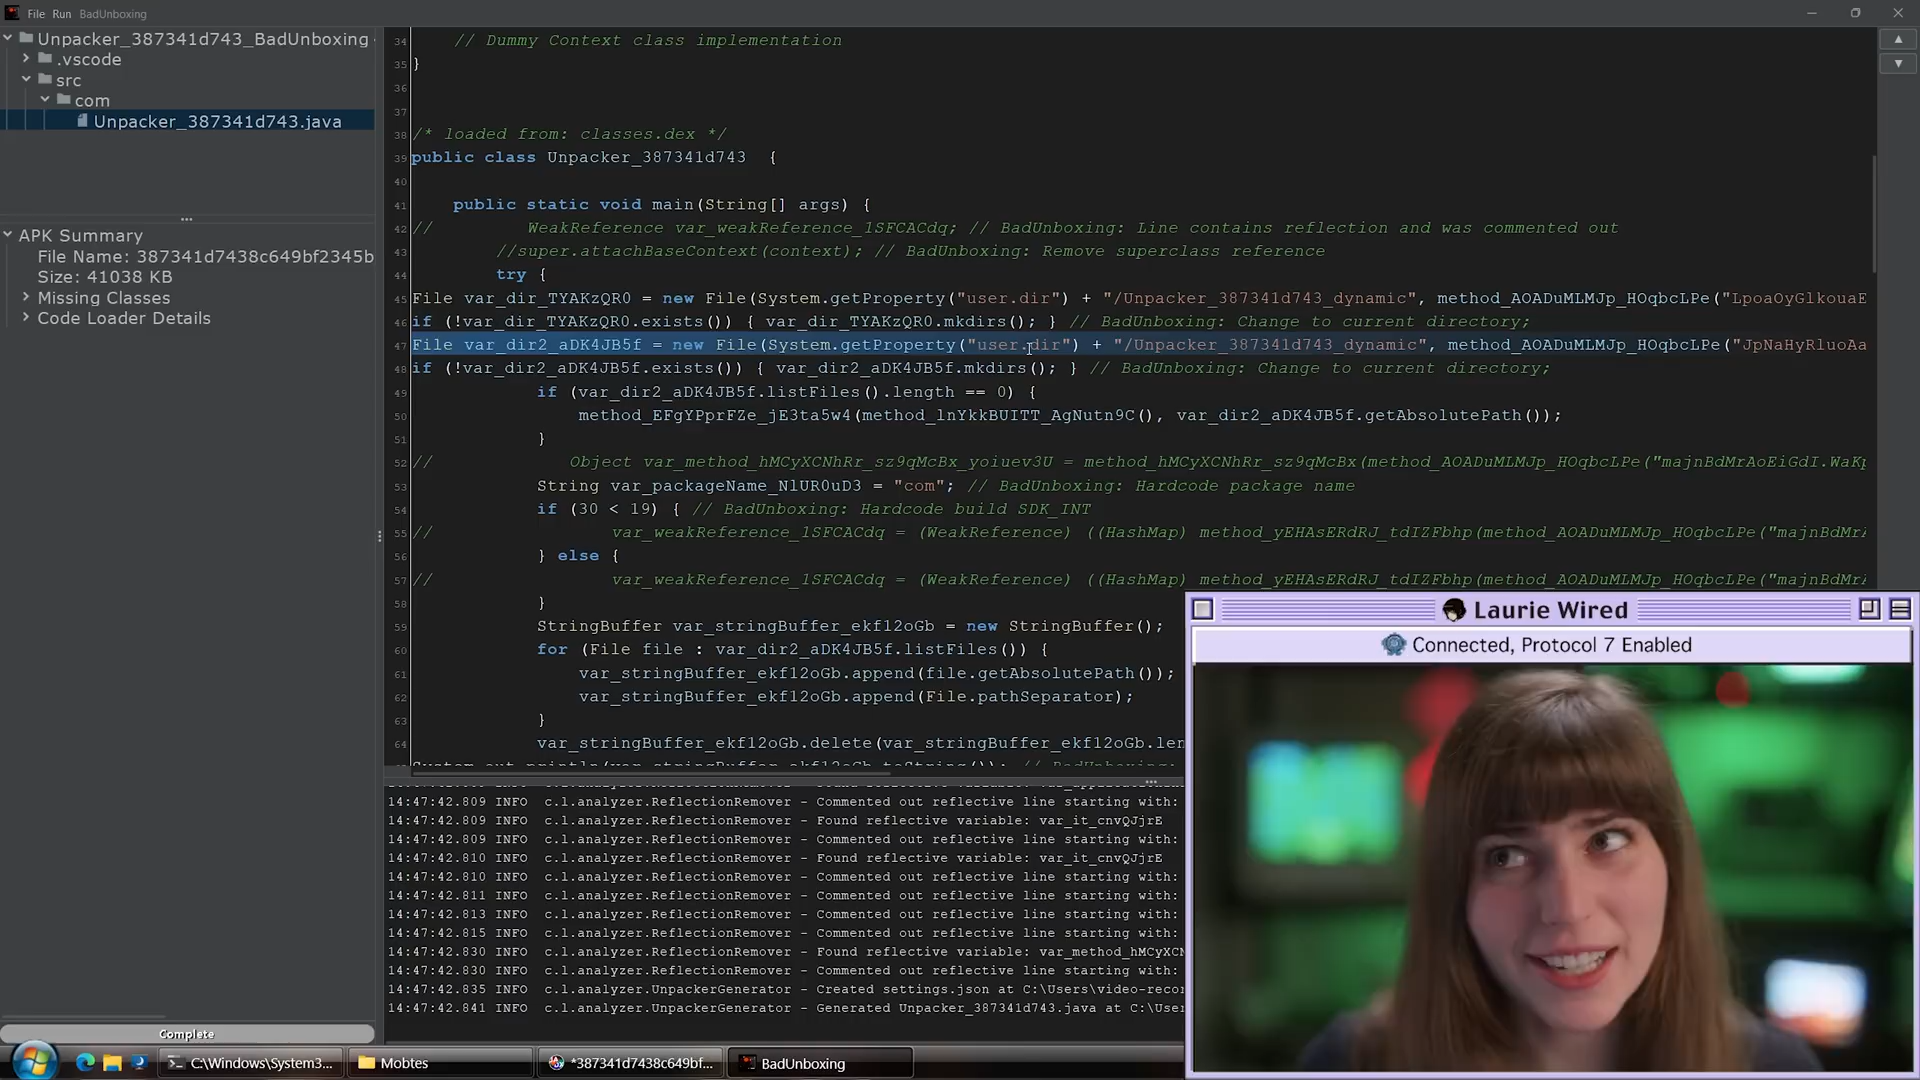 File Run BadUnboxing
Unpacker_387341d743_BadUnboxing
.vscode
src
com
Unpacker_387341d743.java
APK Summary
File Name: 387341d7438c649bf2345b
Size: 41038 KB
Missing Classes
Code Loader Details
Complete
34 // Dummy Context class implementation
35 }
36
37
38 /* loaded from: classes.dex */
39 public class Unpacker_387341d743 {
40
41 public static void main(String[] args) {
42 // WeakReference var_weakReference_lSFCACdq; // BadUnboxing: Line contains reflection and was commented out
43 //super.attachBaseContext(context); // BadUnboxing: Remove superclass reference
44 try {
45 File var_dir_TYAKzQR0 = new File(System.getProperty("user.dir") + "/Unpacker_387341d743_dynamic", method_AOADuMLMJp_HOqbcLPe("LpoaOyGlkouaE
46 if (!var_dir_TYAKzQR0.exists()) { var_dir_TYAKzQR0.mkdirs(); } // BadUnboxing: Change to current directory;
47 File var_dir2_aDK4JB5f = new File(System.getProperty("user.dir") + "/Unpacker_387341d743_dynamic", method_AOADuMLMJp_HOqbcLPe("JpNaHyRluoAa
48 if (!var_dir2_aDK4JB5f.exists()) { var_dir2_aDK4JB5f.mkdirs(); } // BadUnboxing: Change to current directory;
49 if (var_dir2_aDK4JB5f.listFiles().length == 0) {
50 method_EFgYPprFZe_jE3ta5w4(method_lnYkkBUITT_AgNutn9C(), var_dir2_aDK4JB5f.getAbsolutePath());
51 }
52 // Object var_method_hMCyXCNhRr_sz9qMcBx_yoiuev3U = method_hMCyXCNhRr_sz9qMcBx(method_AOADuMLMJp_HOqbcLPe("majnBdMrAoEiGdI.WaKp
53 String var_packageName_NlUR0uD3 = "com"; // BadUnboxing: Hardcode package name
54 if (30 < 19) { // BadUnboxing: Hardcode build SDK_INT
55 // var_weakReference_lSFCACdq = (WeakReference) ((HashMap) method_yEHAsERdRJ_tdIZFbhp(method_AOADuMLMJp_HOqbcLPe("majnBdMrA
56 } else {
57 // var_weakReference_lSFCACdq = (WeakReference) ((HashMap) method_yEHAsERdRJ_tdIZFbhp(method_AOADuMLMJp_HOqbcLPe("majnBdMrA
58 }
59 StringBuffer var_stringBuffer_ekf12oGb = new StringBuffer();
60 for (File file : var_dir2_aDK4JB5f.listFiles()) {
61 var_stringBuffer_ekf12oGb.append(file.getAbsolutePath());
62 var_stringBuffer_ekf12oGb.append(File.pathSeparator);
63 }
64 var_stringBuffer_ekf12oGb.delete(var_stringBuffer_ekf12oGb.len
System.out.println(var_stringBuffer_ekf12oGb.toString()); // BadUnboxing:
14:47:42.809 INFO c.l.analyzer.ReflectionRemover - Commented out reflective line starting with:
14:47:42.809 INFO c.l.analyzer.ReflectionRemover - Found reflective variable: var_it_cnvQJjrE
14:47:42.809 INFO c.l.analyzer.ReflectionRemover - Commented out reflective line starting with:
14:47:42.810 INFO c.l.analyzer.ReflectionRemover - Found reflective variable: var_it_cnvQJjrE
14:47:42.810 INFO c.l.analyzer.ReflectionRemover - Commented out reflective line starting with:
14:47:42.811 INFO c.l.analyzer.ReflectionRemover - Commented out reflective line starting with:
14:47:42.813 INFO c.l.analyzer.ReflectionRemover - Commented out reflective line starting with:
14:47:42.815 INFO c.l.analyzer.ReflectionRemover - Commented out reflective line starting with:
14:47:42.830 INFO c.l.analyzer.ReflectionRemover - Found reflective variable: var_method_hMCyXCN
14:47:42.830 INFO c.l.analyzer.ReflectionRemover - Commented out reflective line starting with:
14:47:42.835 INFO c.l.analyzer.UnpackerGenerator - Created settings.json at C:\Users\video-reco
14:47:42.841 INFO c.l.analyzer.UnpackerGenerator - Generated Unpacker_387341d743.java at C:\Use
Laurie Wired
Connected, Protocol 7 Enabled
C:\Windows\System3... Mobtes *387341d7438c649bf... BadUnboxing